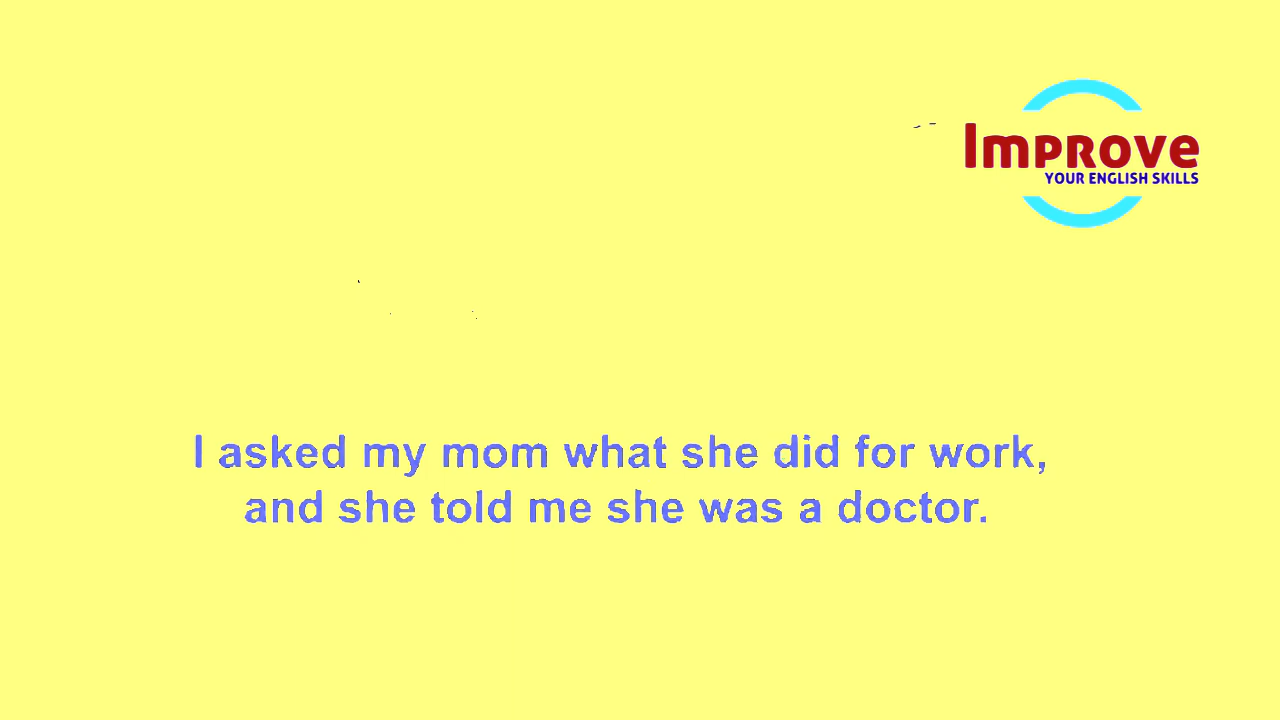 Improve
YOUR ENGLISH SKILLS
I asked my mom what she did for work,
and she told me she was a doctor.